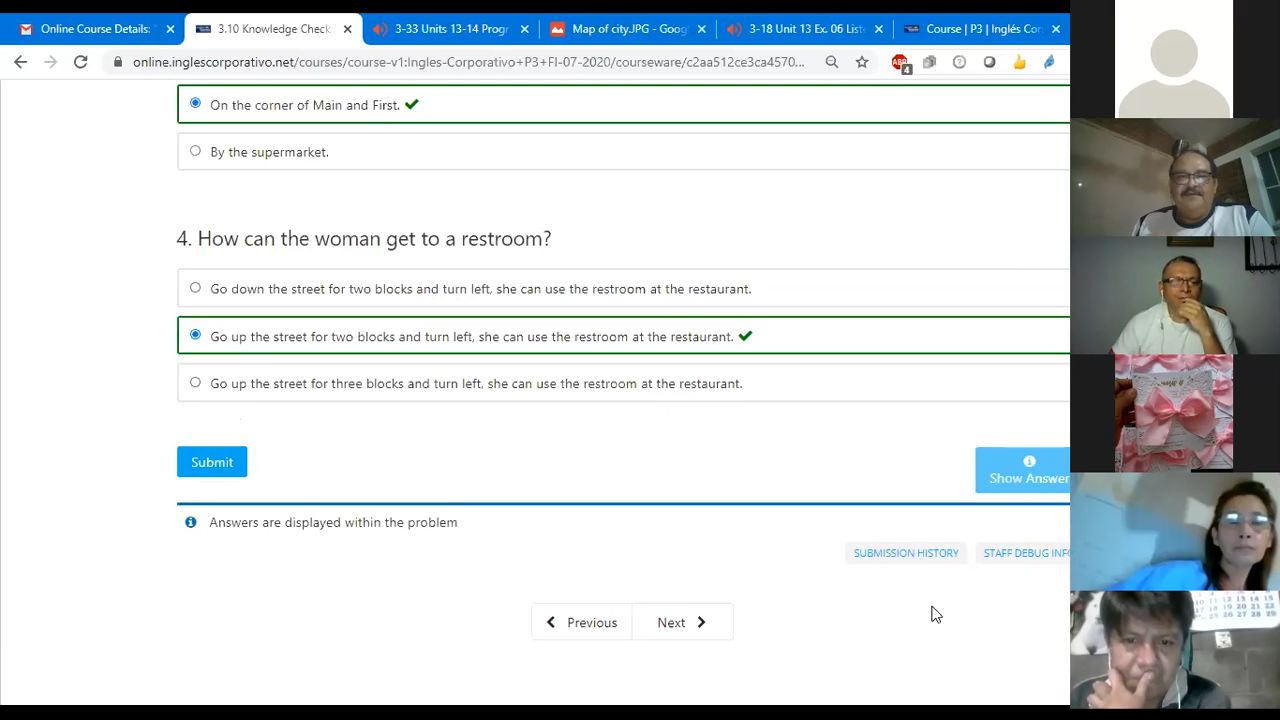 Online Course Details:
3.10 Knowledge Check
3-33 Units 13-14 Progr
Map of city.JPG - Goog
3-18 Unit 13 Ex. 06 Liste
Course | P3 | Inglés Cor
online.inglescorporativo.net/courses/course-v1:Ingles-Corporativo+P3+FI-07-2020/courseware/c2aa512ce3ca4570...
ABP
4
On the corner of Main and First.
By the supermarket.
4. How can the woman get to a restroom?
Go down the street for two blocks and turn left, she can use the restroom at the restaurant.
Go up the street for two blocks and turn left, she can use the restroom at the restaurant.
Go up the street for three blocks and turn left, she can use the restroom at the restaurant.
Submit
Show Answer
Answers are displayed within the problem
SUBMISSION HISTORY
STAFF DEBUG INFO
Previous
Next